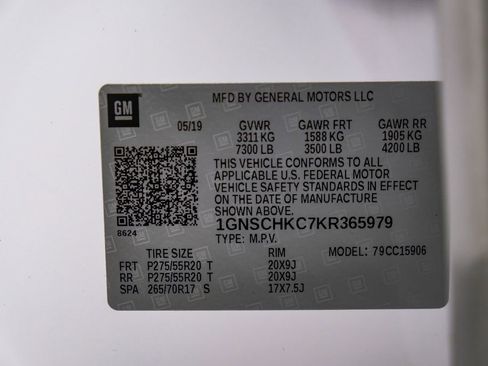 GM
MFD BY GENERAL MOTORS LLC
05/19 GVWR GAWR FRT GAWR RR
3311 KG 1588 KG 1905 KG
7300 LB 3500 LB 4200 LB
THIS VEHICLE CONFORMS TO ALL
APPLICABLE U.S. FEDERAL MOTOR
VEHICLE SAFETY STANDARDS IN EFFECT
ON THE DATE OF MANUFACTURE
SHOWN ABOVE.
8624 1GNSCHKC7KR365979
TYPE: M.P.V.
TIRE SIZE RIM MODEL: 79CC15906
FRT P275/55R20 T 20X9J
RR P275/55R20 T 20X9J
SPA 265/70R17 S 17X7.5J